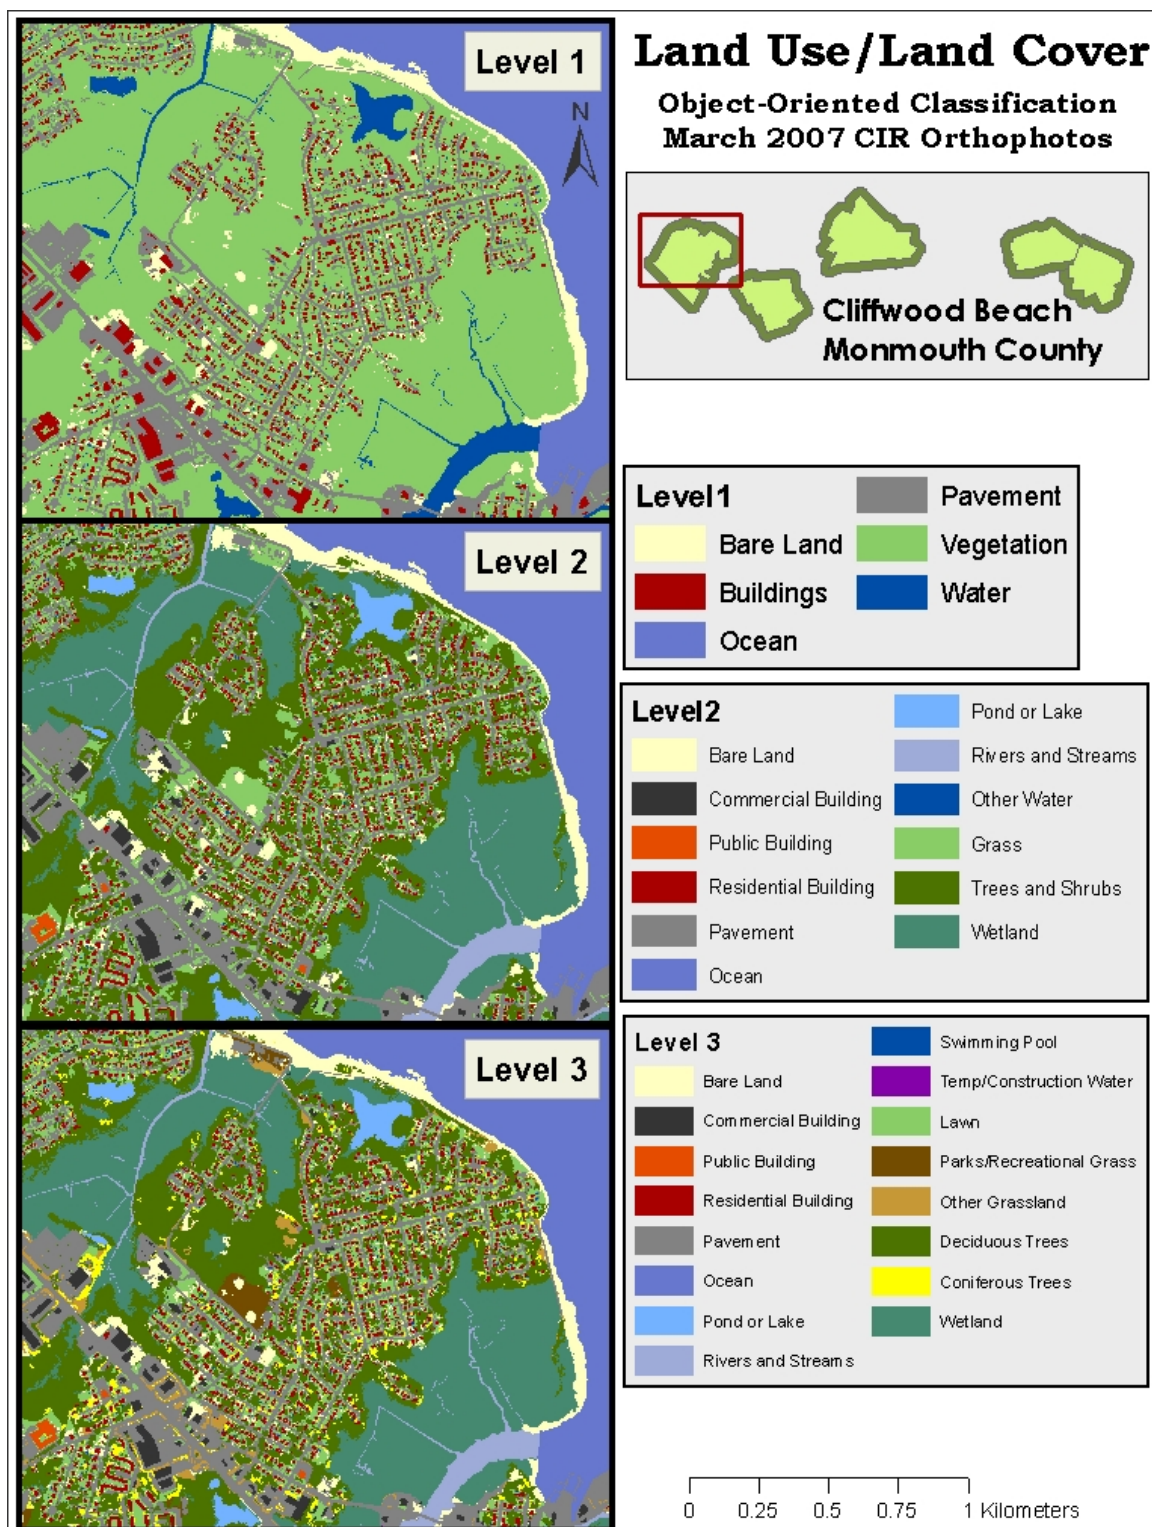 Level 1
N
Level 2
Level 3
Land Use/Land Cover
Object-Oriented Classification
March 2007 CIR Orthophotos
Cliffwood Beach
Monmouth County
Level1
Bare Land
Buildings
Ocean
Pavement
Vegetation
Water
Level2
Bare Land
Commercial Building
Public Building
Residential Building
Pavement
Ocean
Pond or Lake
Rivers and Streams
Other Water
Grass
Trees and Shrubs
Wetland
Level 3
Bare Land
Commercial Building
Public Building
Residential Building
Pavement
Ocean
Pond or Lake
Rivers and Streams
Swimming Pool
Temp/Construction Water
Lawn
Parks/Recreational Grass
Other Grassland
Deciduous Trees
Coniferous Trees
Wetland
0 0.25 0.5 0.75 1 Kilometers